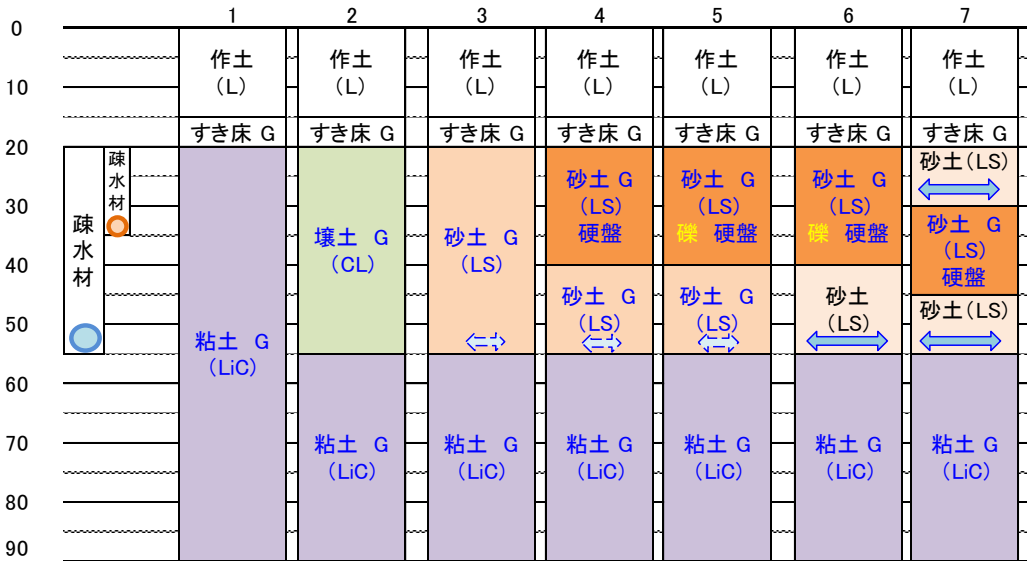 1 2 3 4 5 6 7
0
作土 作土 作土 作土 作土 作土 作土
(L) (L) (L) (L) (L) (L) (L)
10
すき床 G すき床 G すき床 G すき床 G すき床 G すき床 G すき床 G
20
疎水材
疎水材
壌土 G
(CL)
砂土 G
(LS)
砂土 G
(LS)
硬盤
砂土 G
(LS)
礫 硬盤
砂土 G
(LS)
礫 硬盤
砂土(LS)
砂土 G
(LS)
硬盤
30
40
砂土 G
(LS)
砂土 G
(LS)
砂土
(LS)
砂土(LS)
50
粘土 G
(LiC)
60
70
粘土 G 粘土 G 粘土 G 粘土 G 粘土 G 粘土 G
(LiC) (LiC) (LiC) (LiC) (LiC) (LiC)
80
90